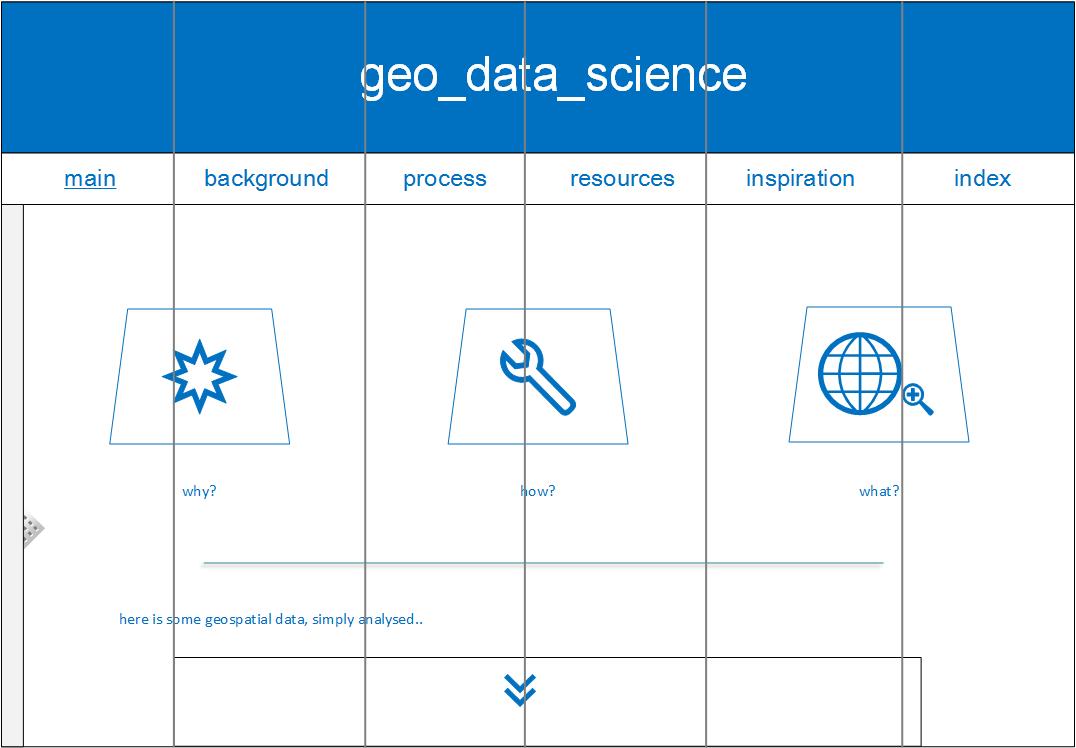 geo_data_science
main background process resources inspiration index
why? how? what?
here is some geospatial data, simply analysed..